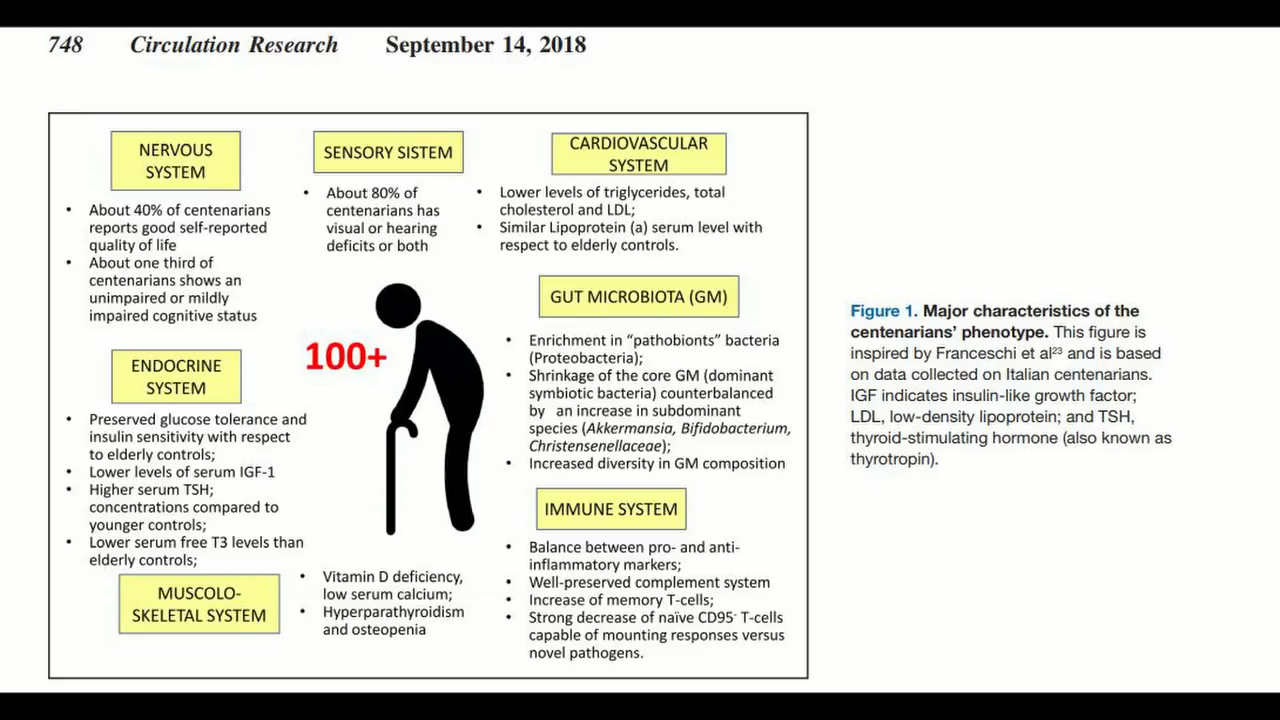 748 Circulation Research September 14, 2018
NERVOUS
SYSTEM
• About 40% of centenarians
reports good self-reported
quality of life
• About one third of
centenarians shows an
unimpaired or mildly
impaired cognitive status
SENSORY SISTEM
• About 80% of
centenarians has
visual or hearing
deficits or both
CARDIOVASCULAR
SYSTEM
• Lower levels of triglycerides, total
cholesterol and LDL;
• Similar Lipoprotein (a) serum level with
respect to elderly controls.
100+
GUT MICROBIOTA (GM)
• Enrichment in “pathobionts” bacteria
(Proteobacteria);
• Shrinkage of the core GM (dominant
symbiotic bacteria) counterbalanced
by an increase in subdominant
species (Akkermansia, Bifidobacterium,
Christensenellaceae);
• Increased diversity in GM composition
ENDOCRINE
SYSTEM
• Preserved glucose tolerance and
insulin sensitivity with respect
to elderly controls;
• Lower levels of serum IGF-1
• Higher serum TSH;
concentrations compared to
younger controls;
• Lower serum free T3 levels than
elderly controls;
IMMUNE SYSTEM
• Balance between pro- and anti-
inflammatory markers;
• Well-preserved complement system
• Increase of memory T-cells;
• Strong decrease of naïve CD95⁻ T-cells
capable of mounting responses versus
novel pathogens.
MUSCOLO-
SKELETAL SYSTEM
• Vitamin D deficiency,
low serum calcium;
• Hyperparathyroidism
and osteopenia
Figure 1. Major characteristics of the
centenarians’ phenotype. This figure is
inspired by Franceschi et al²³ and is based
on data collected on Italian centenarians.
IGF indicates insulin-like growth factor;
LDL, low-density lipoprotein; and TSH,
thyroid-stimulating hormone (also known as
thyrotropin).